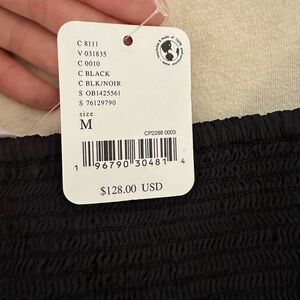 C 8111
V 031835
C 0010
C BLACK
C BLK/NOIR
S OB1425561
S 76129790
size
M
CP2288 0003
1 96790 30481 4
$128.00 USD